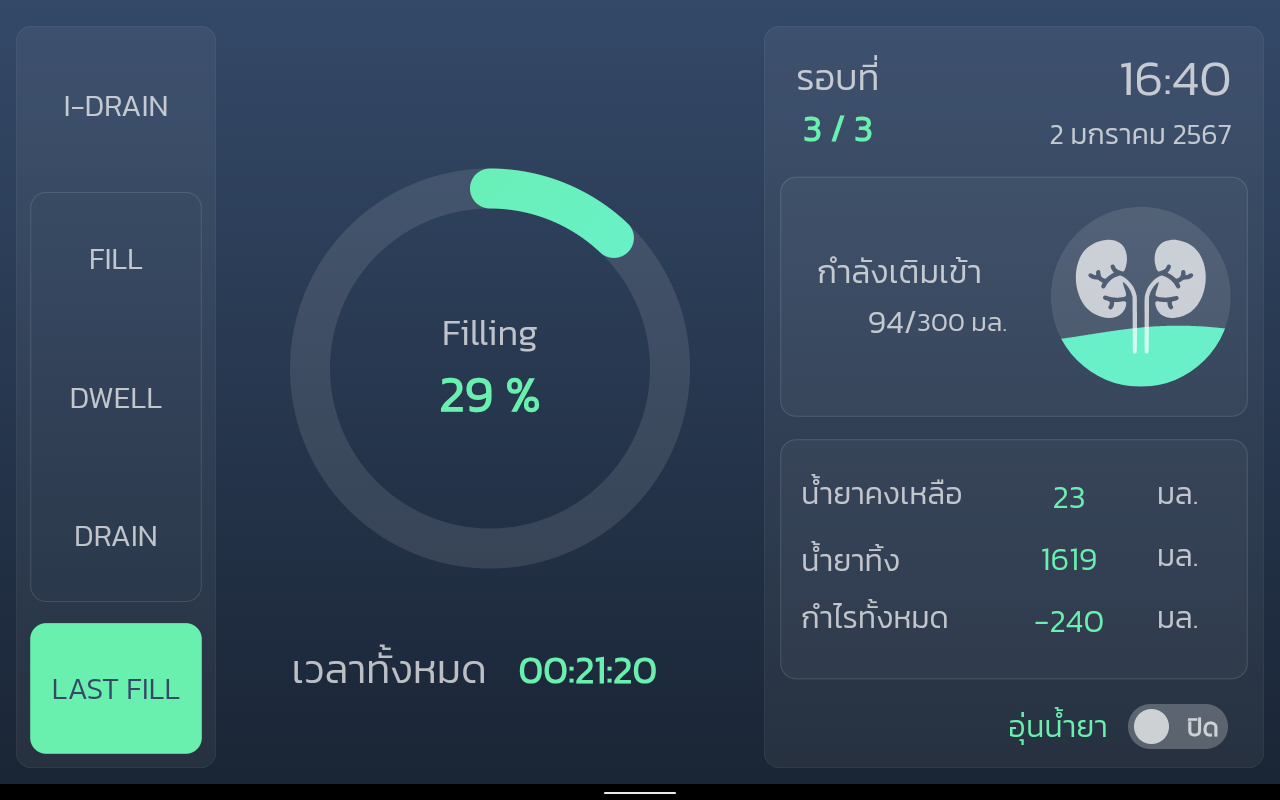 I-DRAIN
FILL
DWELL
DRAIN
LAST FILL
Filling
29 %
เวลาทั้งหมด 00:21:20
รอบที่
3 / 3
16:40
2 มกราคม 2567
กำลังเติมเข้า
94/300 มล.
น้ำยาคงเหลือ 23 มล.
น้ำยาทิ้ง 1619 มล.
กำไรทั้งหมด -240 มล.
อุ่นน้ำยา ปิด